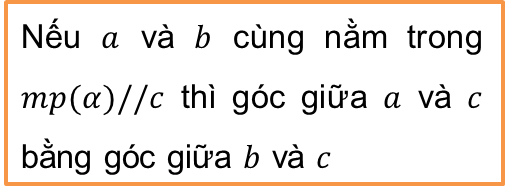 Nếu a và b cùng nằm trong
mp(α)//c thì góc giữa a và c
bằng góc giữa b và c